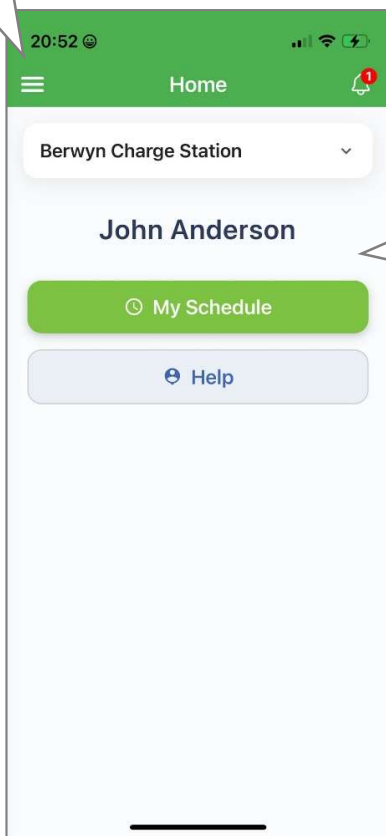 20:52
Home
1
Berwyn Charge Station
John Anderson
My Schedule
Help